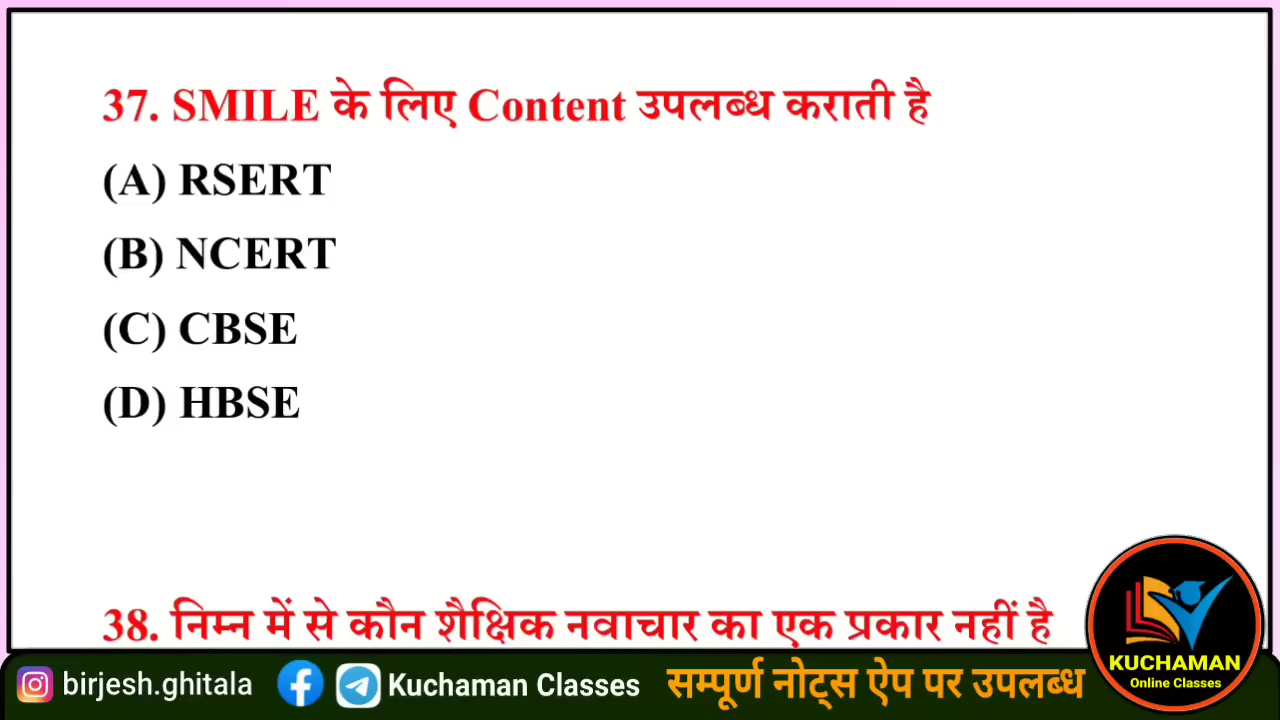 37. SMILE के लिए Content उपलब्ध कराती है
(A) RSERT
(B) NCERT
(C) CBSE
(D) HBSE
38. निम्न में से कौन शैक्षिक नवाचार का एक प्रकार नहीं है
KUCHAMAN
Online Classes
birjesh.ghitala Kuchaman Classes सम्पूर्ण नोट्स ऐप पर उपलब्ध